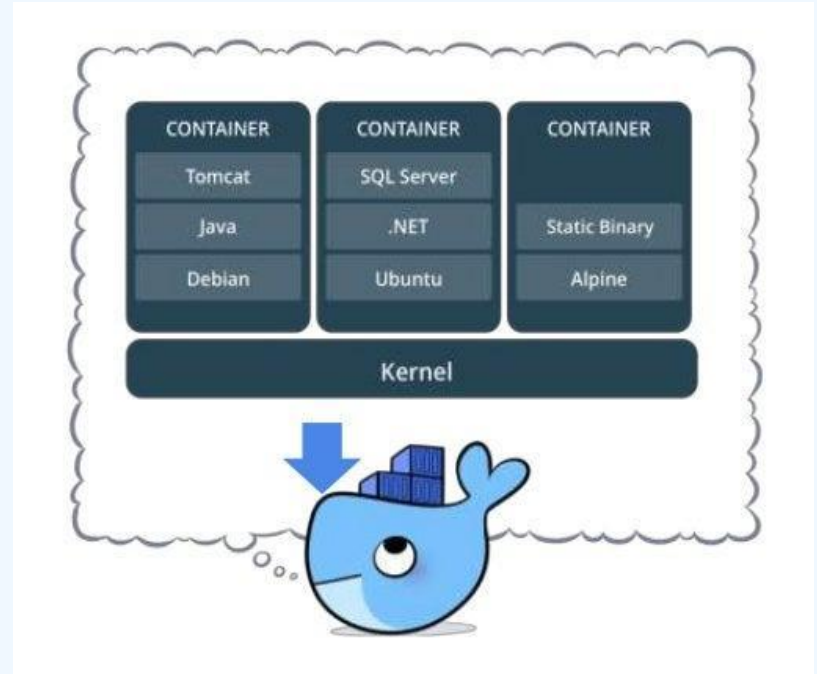 CONTAINER
Tomcat
Java
Debian
CONTAINER
SQL Server
.NET
Ubuntu
CONTAINER
Static Binary
Alpine
Kernel